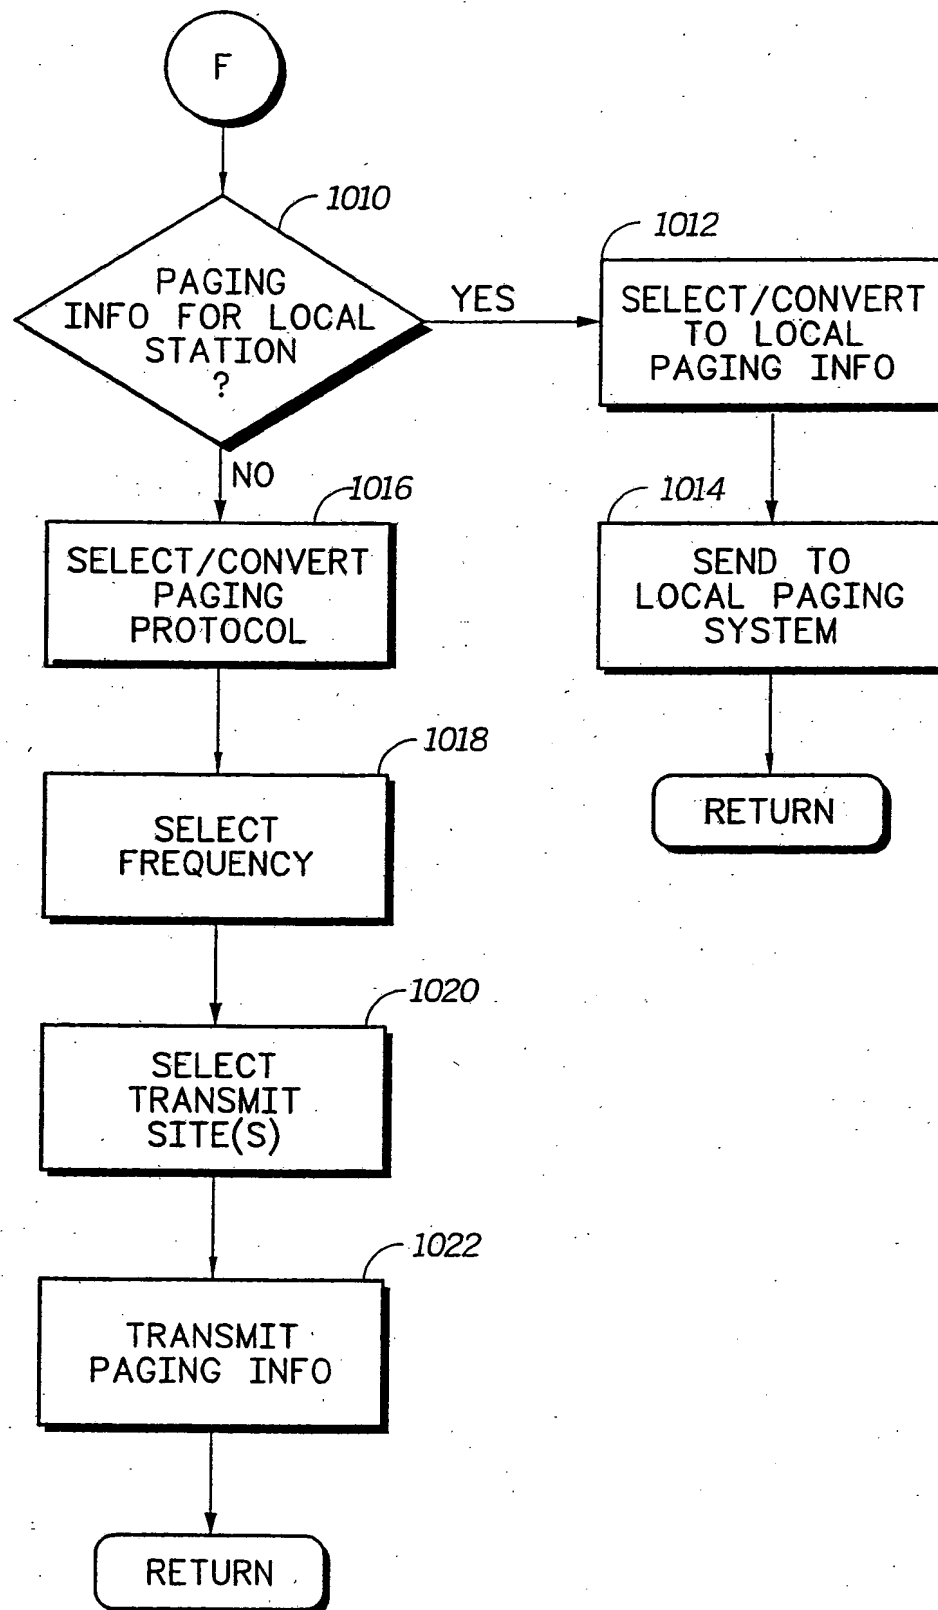 F
1010
PAGING
INFO FOR LOCAL
STATION
?
YES
1012
SELECT/CONVERT
TO LOCAL
PAGING INFO
NO
1014
SEND TO
LOCAL PAGING
SYSTEM
RETURN
1016
SELECT/CONVERT
PAGING
PROTOCOL
1018
SELECT
FREQUENCY
1020
SELECT
TRANSMIT
SITE(S)
1022
TRANSMIT
PAGING INFO
RETURN